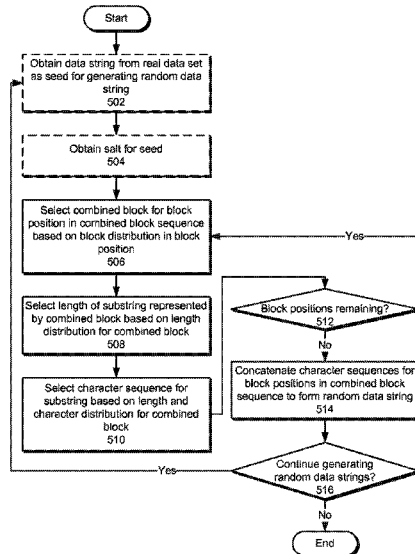 Start
Obtain data string from real data set
as seed for generating random data
string
502
Obtain salt for seed
504
Select combined block for block
position in combined block sequence
based on block distribution in block
position
506
Select length of substring represented
by combined block based on length
distribution for combined block
508
Select character sequence for
substring based on length and
character distribution for combined
block
510
Yes
Block positions remaining?
512
No
Concatenate character sequences for
block positions in combined block
sequence to form random data string
514
Yes
Continue generating
random data strings?
516
No
End